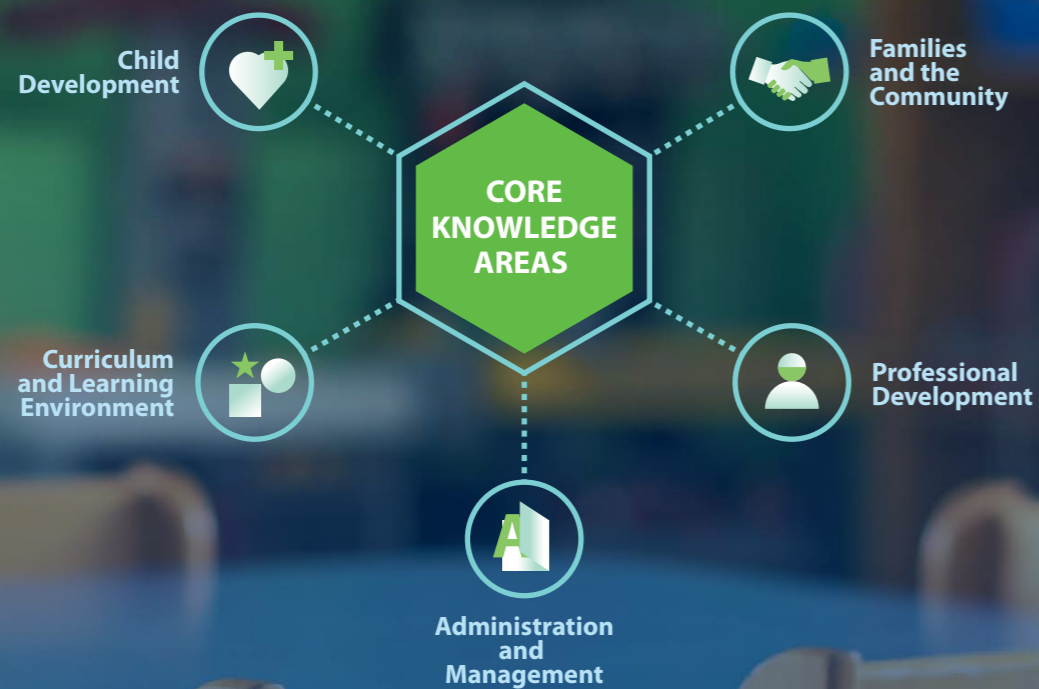 Child
Development
Families
and the
Community
CORE
KNOWLEDGE
AREAS
Curriculum
and Learning
Environment
Professional
Development
A
Administration
and
Management